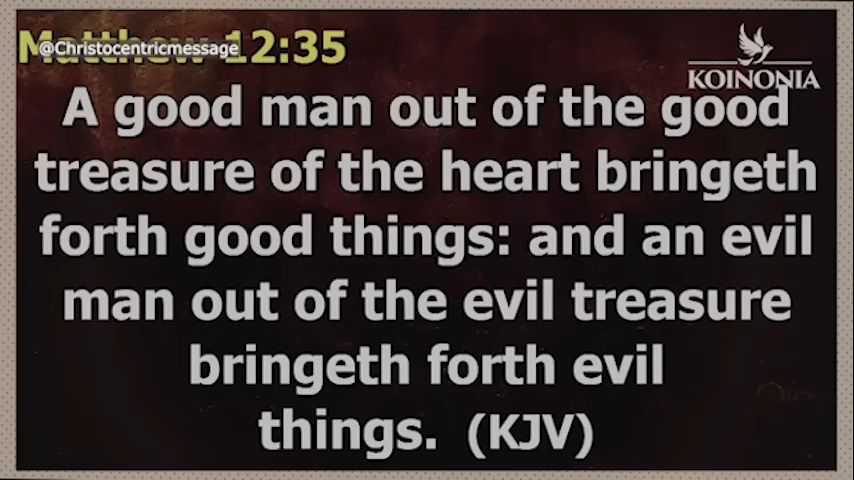 Matthew 12:35
@Christocentricmessage
KOINONIA
A good man out of the good
treasure of the heart bringeth
forth good things: and an evil
man out of the evil treasure
bringeth forth evil
things. (KJV)